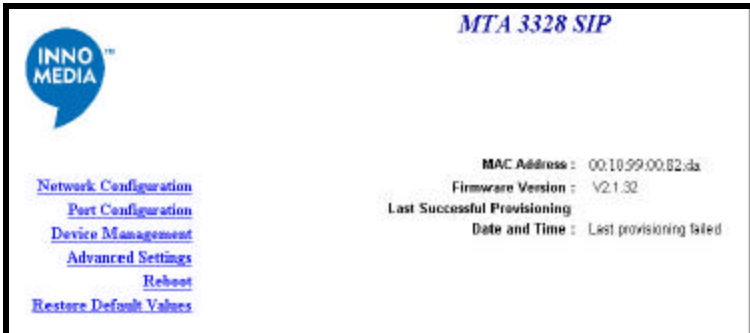 MTA 3328 SIP
INNO
MEDIA
TM
MAC Address : 00:10:99:00:82:da
Network Configuration
Firmware Version : V2.1.32
Port Configuration
Last Successful Provisioning
Device Management
Date and Time : Last provisioning failed
Advanced Settings
Reboot
Restore Default Values